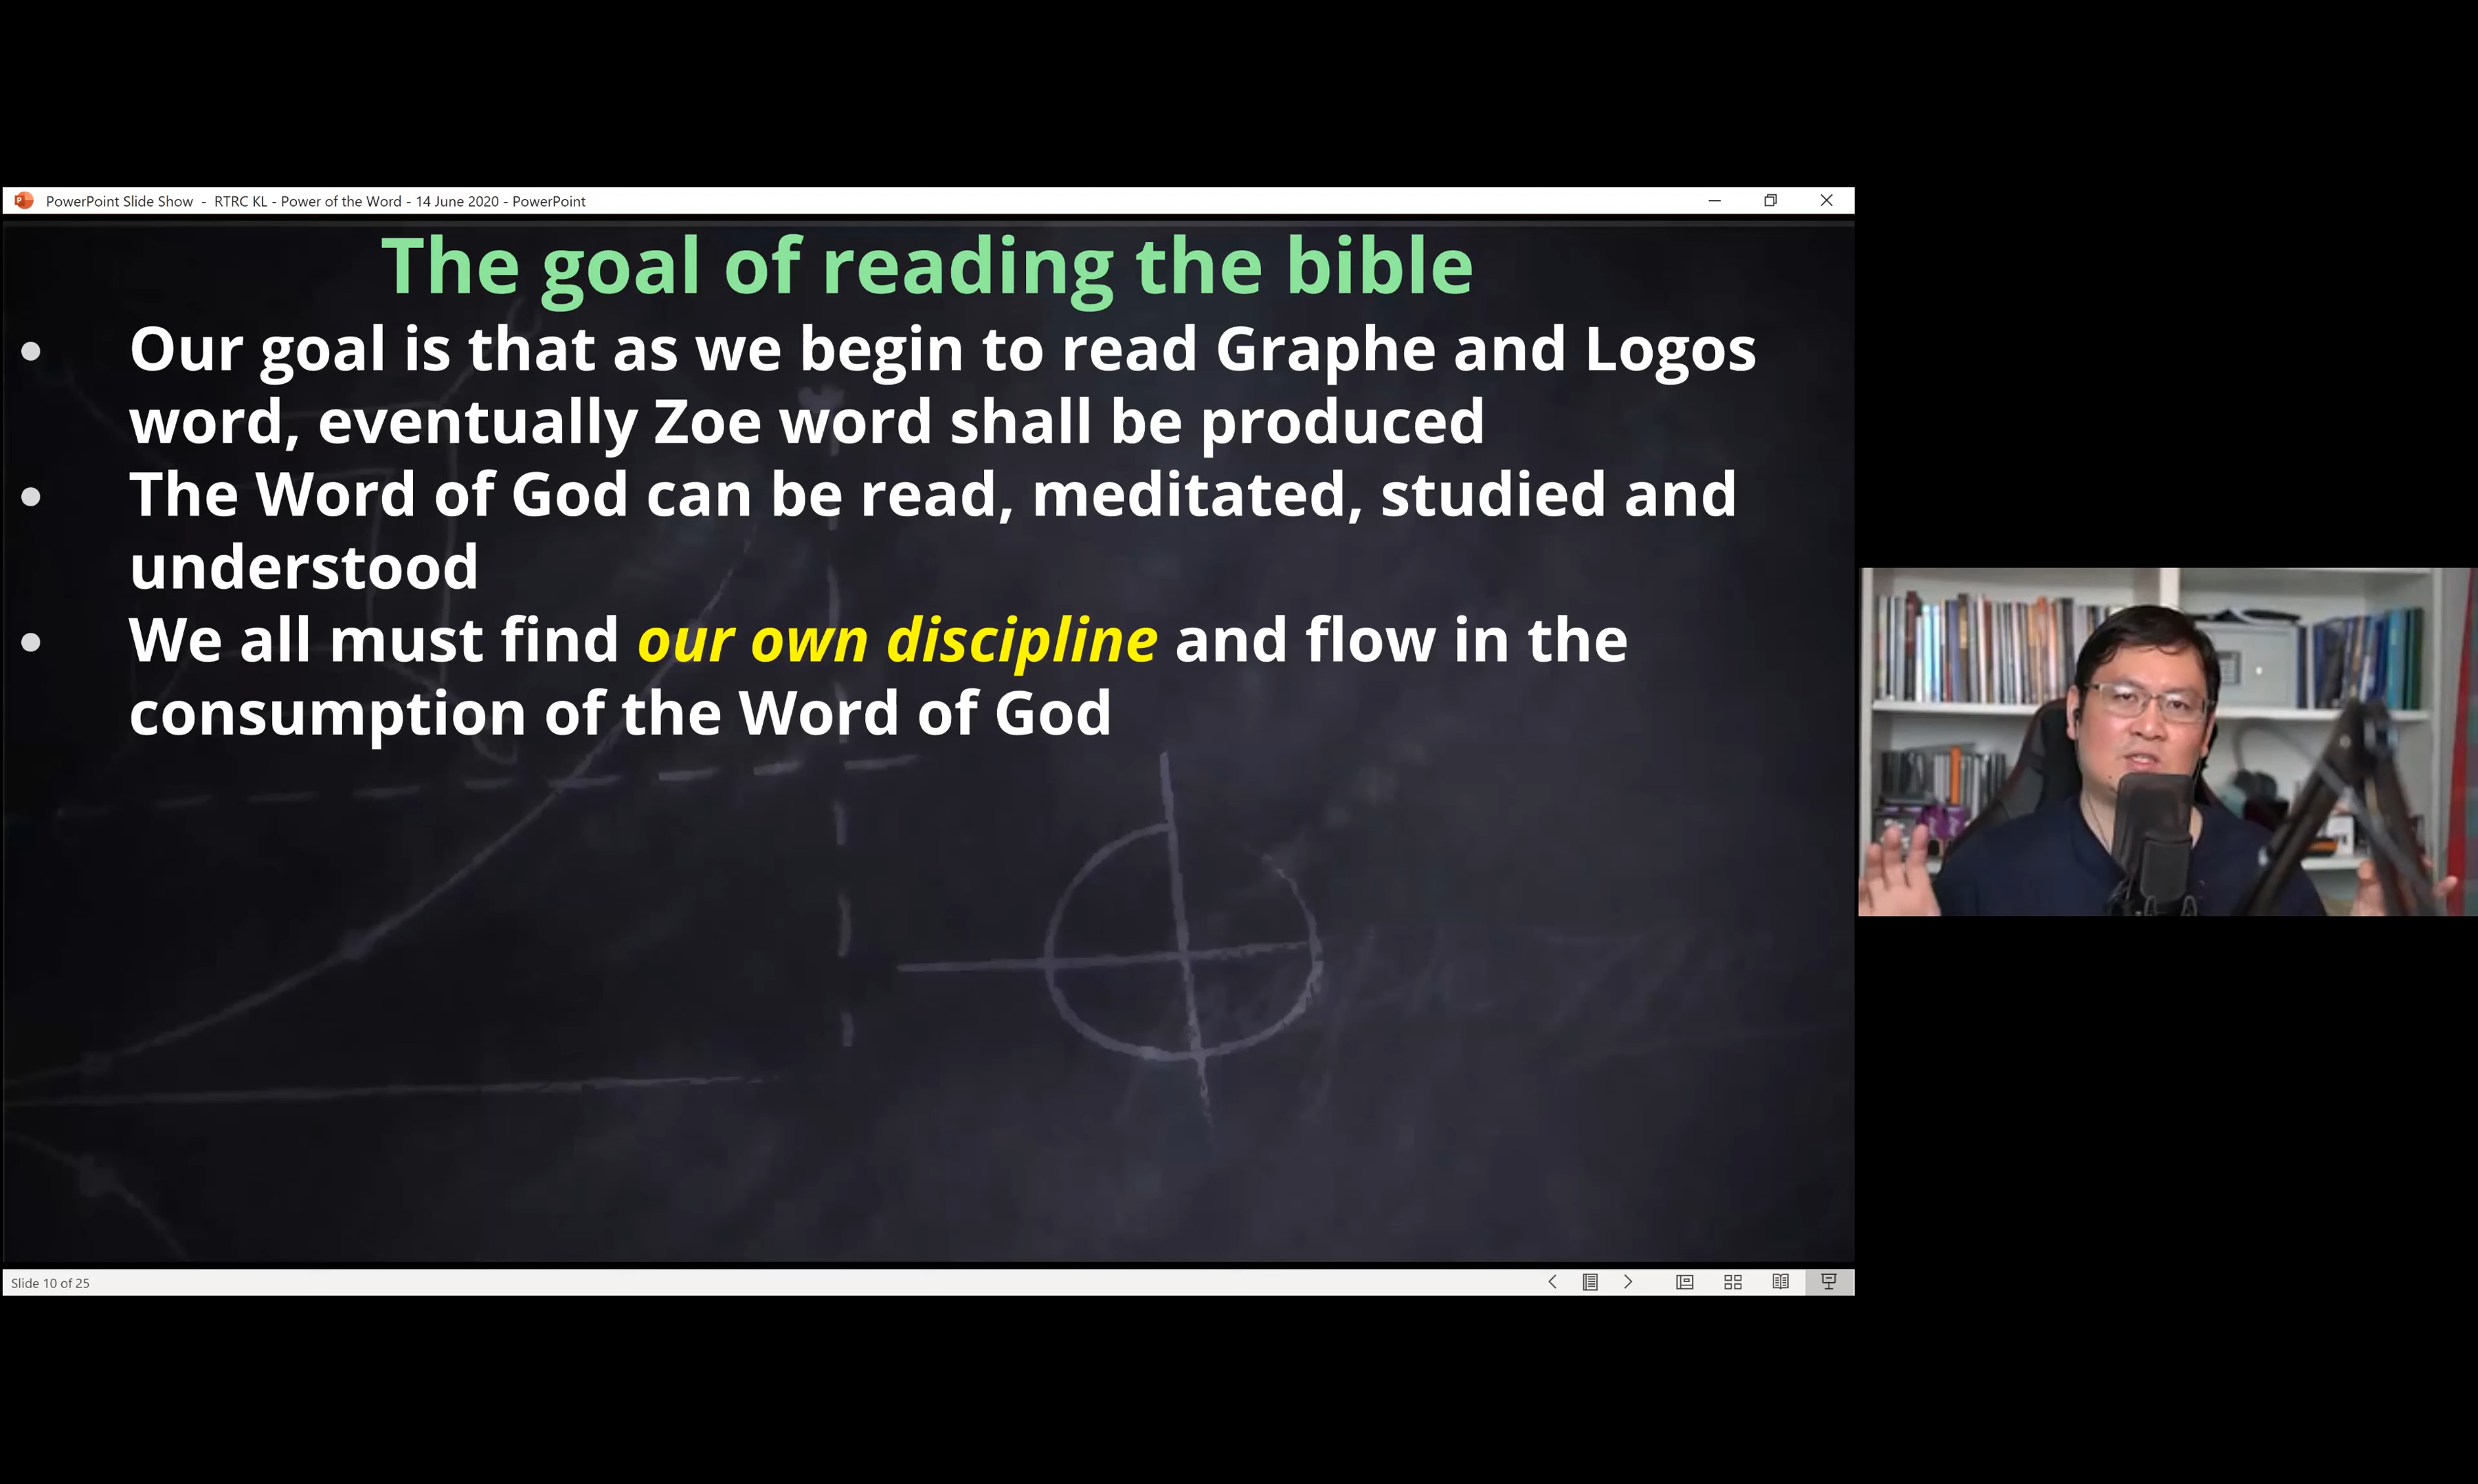 PowerPoint Slide Show - RTRC KL - Power of the Word - 14 June 2020 - PowerPoint
The goal of reading the bible
• Our goal is that as we begin to read Graphe and Logos
word, eventually Zoe word shall be produced
• The Word of God can be read, meditated, studied and
understood
• We all must find our own discipline and flow in the
consumption of the Word of God
Slide 10 of 25